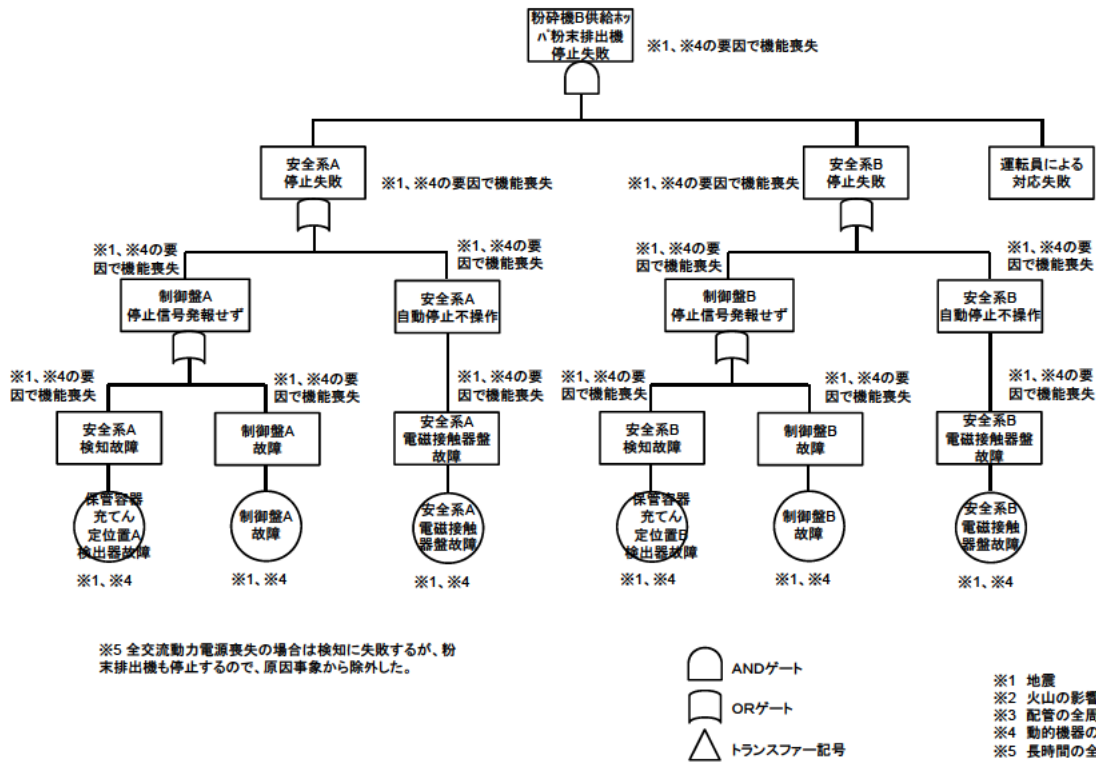 粉砕機B供給ホッ
パ粉末排出機
停止失敗
※1、※4の要因で機能喪失
安全系A
停止失敗
※1、※4の要因で機能喪失
※1、※4の要因で機能喪失
安全系B
停止失敗
運転員による
対応失敗
※1、※4の要
因で機能喪失
※1、※4の要
因で機能喪失
※1、※4の要
因で機能喪失
※1、※4の要
因で機能喪失
制御盤A
停止信号発報せず
安全系A
自動停止不操作
制御盤B
停止信号発報せず
安全系B
自動停止不操作
※1、※4の要
因で機能喪失
※1、※4の要
因で機能喪失
※1、※4の要
因で機能喪失
※1、※4の要
因で機能喪失
※1、※4の要
因で機能喪失
※1、※4の要
因で機能喪失
安全系A
検知故障
制御盤A
故障
安全系A
電磁接触器盤
故障
安全系B
検知故障
制御盤B
故障
安全系B
電磁接触器盤
故障
保管容器
充てん
定位置A
検出器故障
制御盤A
故障
安全系A
電磁接触
器盤故障
保管容器
充てん
定位置B
検出器故障
制御盤B
故障
安全系B
電磁接触
器盤故障
※1、※4
※1、※4
※1、※4
※1、※4
※1、※4
※1、※4
※5 全交流動力電源喪失の場合は検知に失敗するが、粉
末排出機も停止するので、原因事象から除外した。
ANDゲート
ORゲート
トランスファー記号
※1 地震
※2 火山の影響
※3 配管の全周
※4 動的機器の
※5 長時間の全